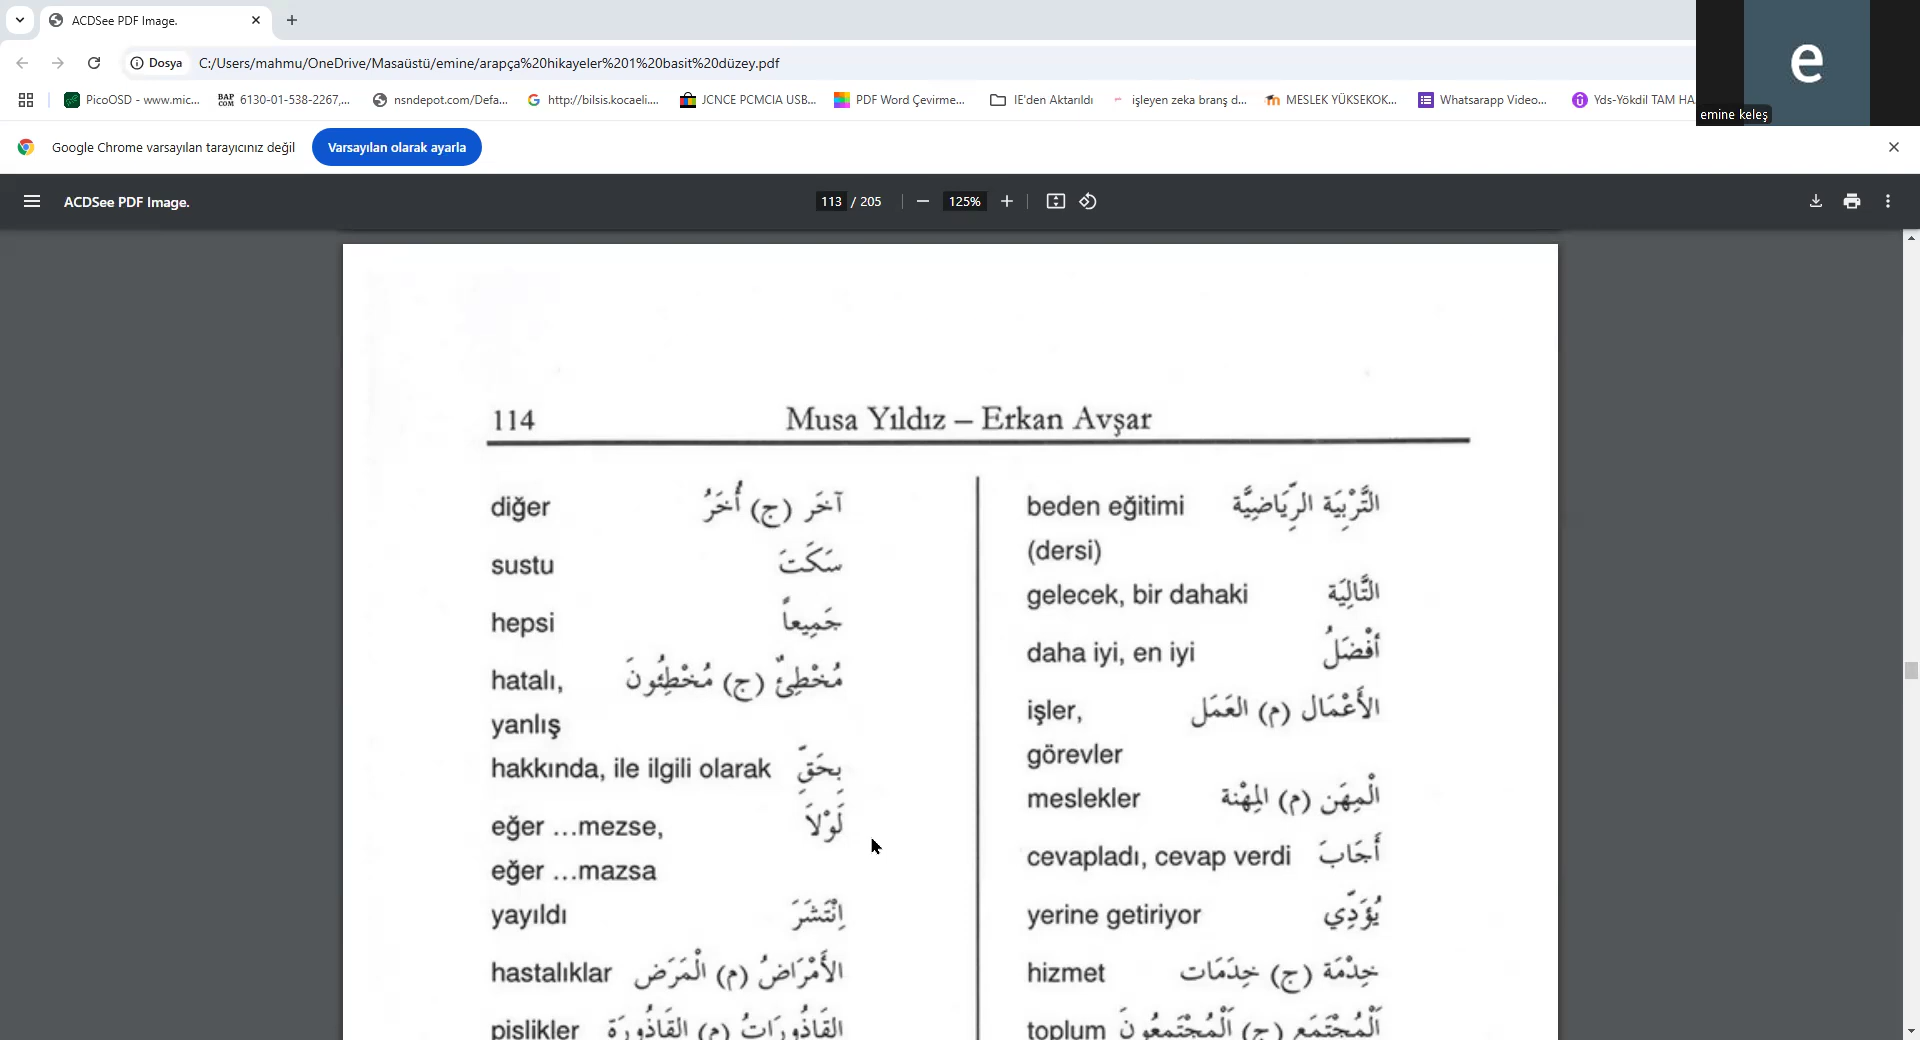 ACDSee PDF Image.
Dosya
C:/Users/mahmu/OneDrive/Masaüstü/emine/arapça%20hikayeler%201%20basit%20düzey.pdf
PicoOSD - www.mic...
BAP COM 6130-01-538-2267,...
nsndepot.com/Defa...
http://bilsis.kocaeli....
JCNCE PCMCIA USB...
PDF Word Çevirme...
IE'den Aktarıldı
işleyen zeka branş d...
MESLEK YÜKSEKOK...
Whatsarapp Video...
Yds-Yökdil TAM HA
e
emine keleş
Google Chrome varsayılan tarayıcınız değil
Varsayılan olarak ayarla
ACDSee PDF Image.
113 / 205
125%
114 Musa Yıldız – Erkan Avşar
diğer آخَر (ج) أُخَرُ
sustu سَكَتَ
hepsi جَمِيعاً
hatalı, مُخْطِئٌ (ج) مُخْطِئُونَ
yanlış
hakkında, ile ilgili olarak بِحَقِّ
eğer ...mezse, لَوْلاَ
eğer ...mazsa
yayıldı اِنْتَشَرَ
hastalıklar الأَمْرَاضُ (م) الْمَرَض
pislikler القَاذُورَاتُ (م) القَاذُورَة
beden eğitimi التَّرْبِيَة الرِّيَاضِيَّة
(dersi)
gelecek, bir dahaki التَّالِيَة
daha iyi, en iyi أفْضَلُ
işler, الأَعْمَال (م) العَمَل
görevler
meslekler الْمِهَن (م) المِهْنة
cevapladı, cevap verdi أَجَابَ
yerine getiriyor يُؤَدِّي
hizmet خِدْمَة (ج) خِدَمَات
toplum اَلْمُجْتَمَع (ج) اَلْمُجْتَمِعُونَ